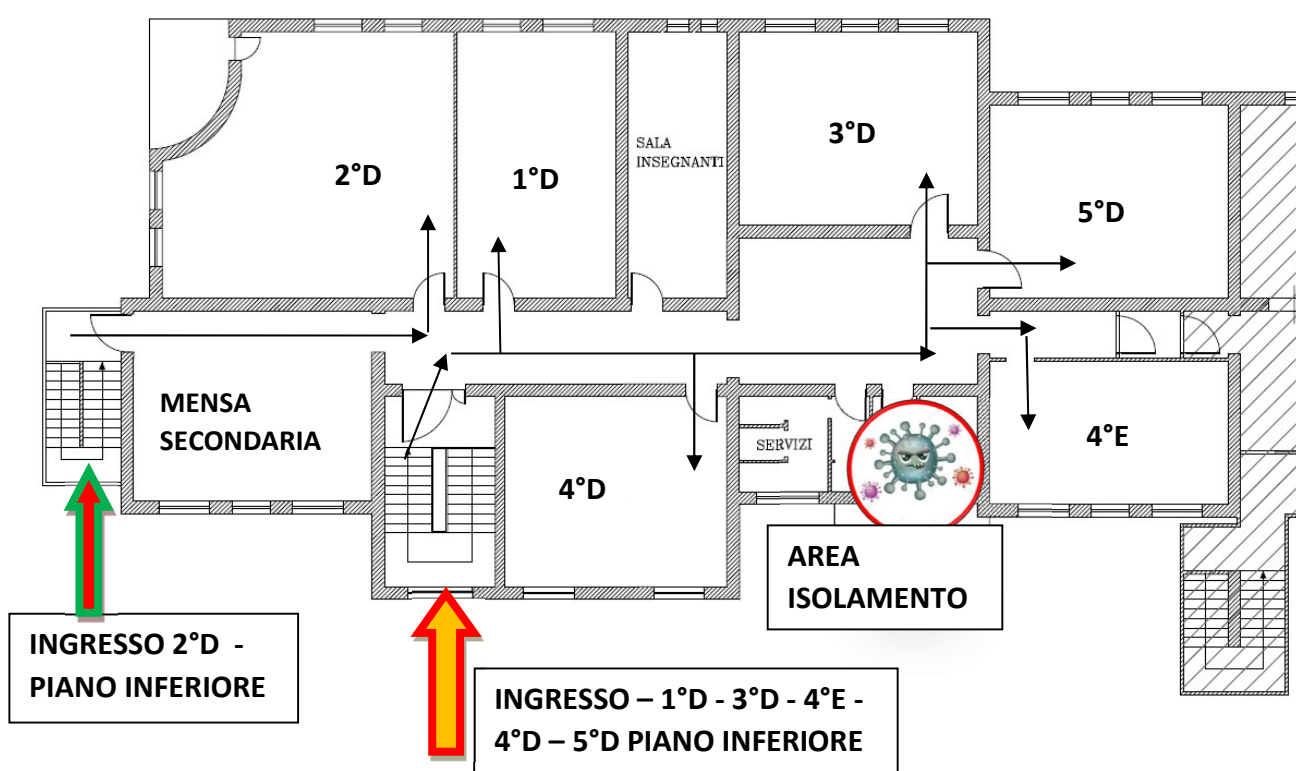 3°D
SALA
INSEGNANTI
2°D
1°D
5°D
MENSA
SECONDARIA
SERVIZI
4°E
4°D
AREA
ISOLAMENTO
INGRESSO 2°D -
PIANO INFERIORE
INGRESSO – 1°D - 3°D - 4°E -
4°D – 5°D PIANO INFERIORE